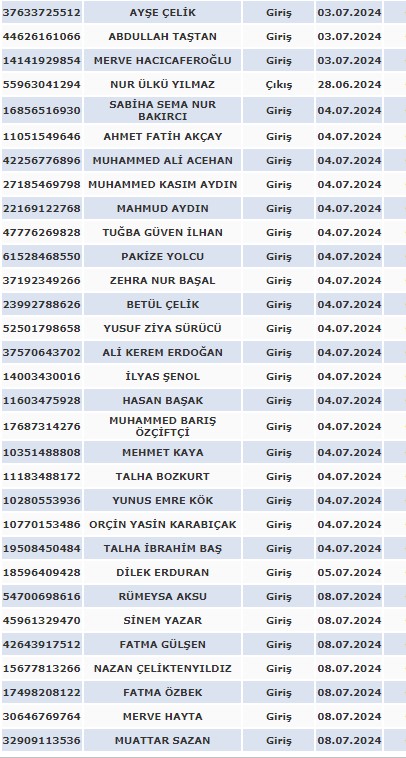 37633725512 AYŞE ÇELİK Giriş 03.07.2024
44626161066 ABDULLAH TAŞTAN Giriş 03.07.2024
14141929854 MERVE HACICAFEROĞLU Giriş 03.07.2024
55963041294 NUR ÜLKÜ YILMAZ Çıkış 28.06.2024
16856516930 SABİHA SEMA NUR BAKIRCI Giriş 04.07.2024
11051549646 AHMET FATİH AKÇAY Giriş 04.07.2024
42256776896 MUHAMMED ALİ ACEHAN Giriş 04.07.2024
27185469798 MUHAMMED KASIM AYDIN Giriş 04.07.2024
22169122768 MAHMUD AYDIN Giriş 04.07.2024
47776269828 TUĞBA GÜVEN İLHAN Giriş 04.07.2024
61528468550 PAKİZE YOLCU Giriş 04.07.2024
37192349266 ZEHRA NUR BAŞAL Giriş 04.07.2024
23992788626 BETÜL ÇELİK Giriş 04.07.2024
52501798658 YUSUF ZİYA SÜRÜCÜ Giriş 04.07.2024
37570643702 ALİ KEREM ERDOĞAN Giriş 04.07.2024
14003430016 İLYAS ŞENOL Giriş 04.07.2024
11603475928 HASAN BAŞAK Giriş 04.07.2024
17687314276 MUHAMMED BARIŞ ÖZÇİFTÇİ Giriş 04.07.2024
10351488808 MEHMET KAYA Giriş 04.07.2024
11183488172 TALHA BOZKURT Giriş 04.07.2024
10280553936 YUNUS EMRE KÖK Giriş 04.07.2024
10770153486 ORÇİN YASİN KARABIÇAK Giriş 04.07.2024
19508450484 TALHA İBRAHİM BAŞ Giriş 04.07.2024
18596409428 DİLEK ERDURAN Giriş 05.07.2024
54700698616 RÜMEYSA AKSU Giriş 08.07.2024
45961329470 SİNEM YAZAR Giriş 08.07.2024
42643917512 FATMA GÜLŞEN Giriş 08.07.2024
15677813266 NAZAN ÇELİKTENYILDIZ Giriş 08.07.2024
17498208122 FATMA ÖZBEK Giriş 08.07.2024
30646769764 MERVE HAYTA Giriş 08.07.2024
32909113536 MUATTAR SAZAN Giriş 08.07.2024